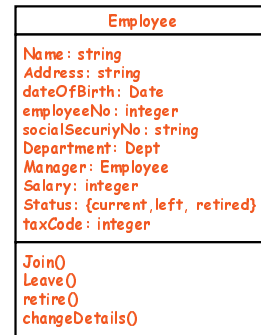 Employee
Name: string
Address: string
dateOfBirth: Date
employeeNo: integer
socialSecuriyNo: string
Department: Dept
Manager: Employee
Salary: integer
Status: {current,left, retired}
taxCode: integer
Join()
Leave()
retire()
changeDetails()